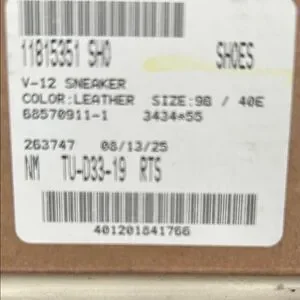 11815351 SHO SHOES
V-12 SNEAKER
COLOR:LEATHER SIZE:9B / 40E
68570911-1 3434*55
263747 08/13/25
NM TU-D33-19 RTS
401201841766